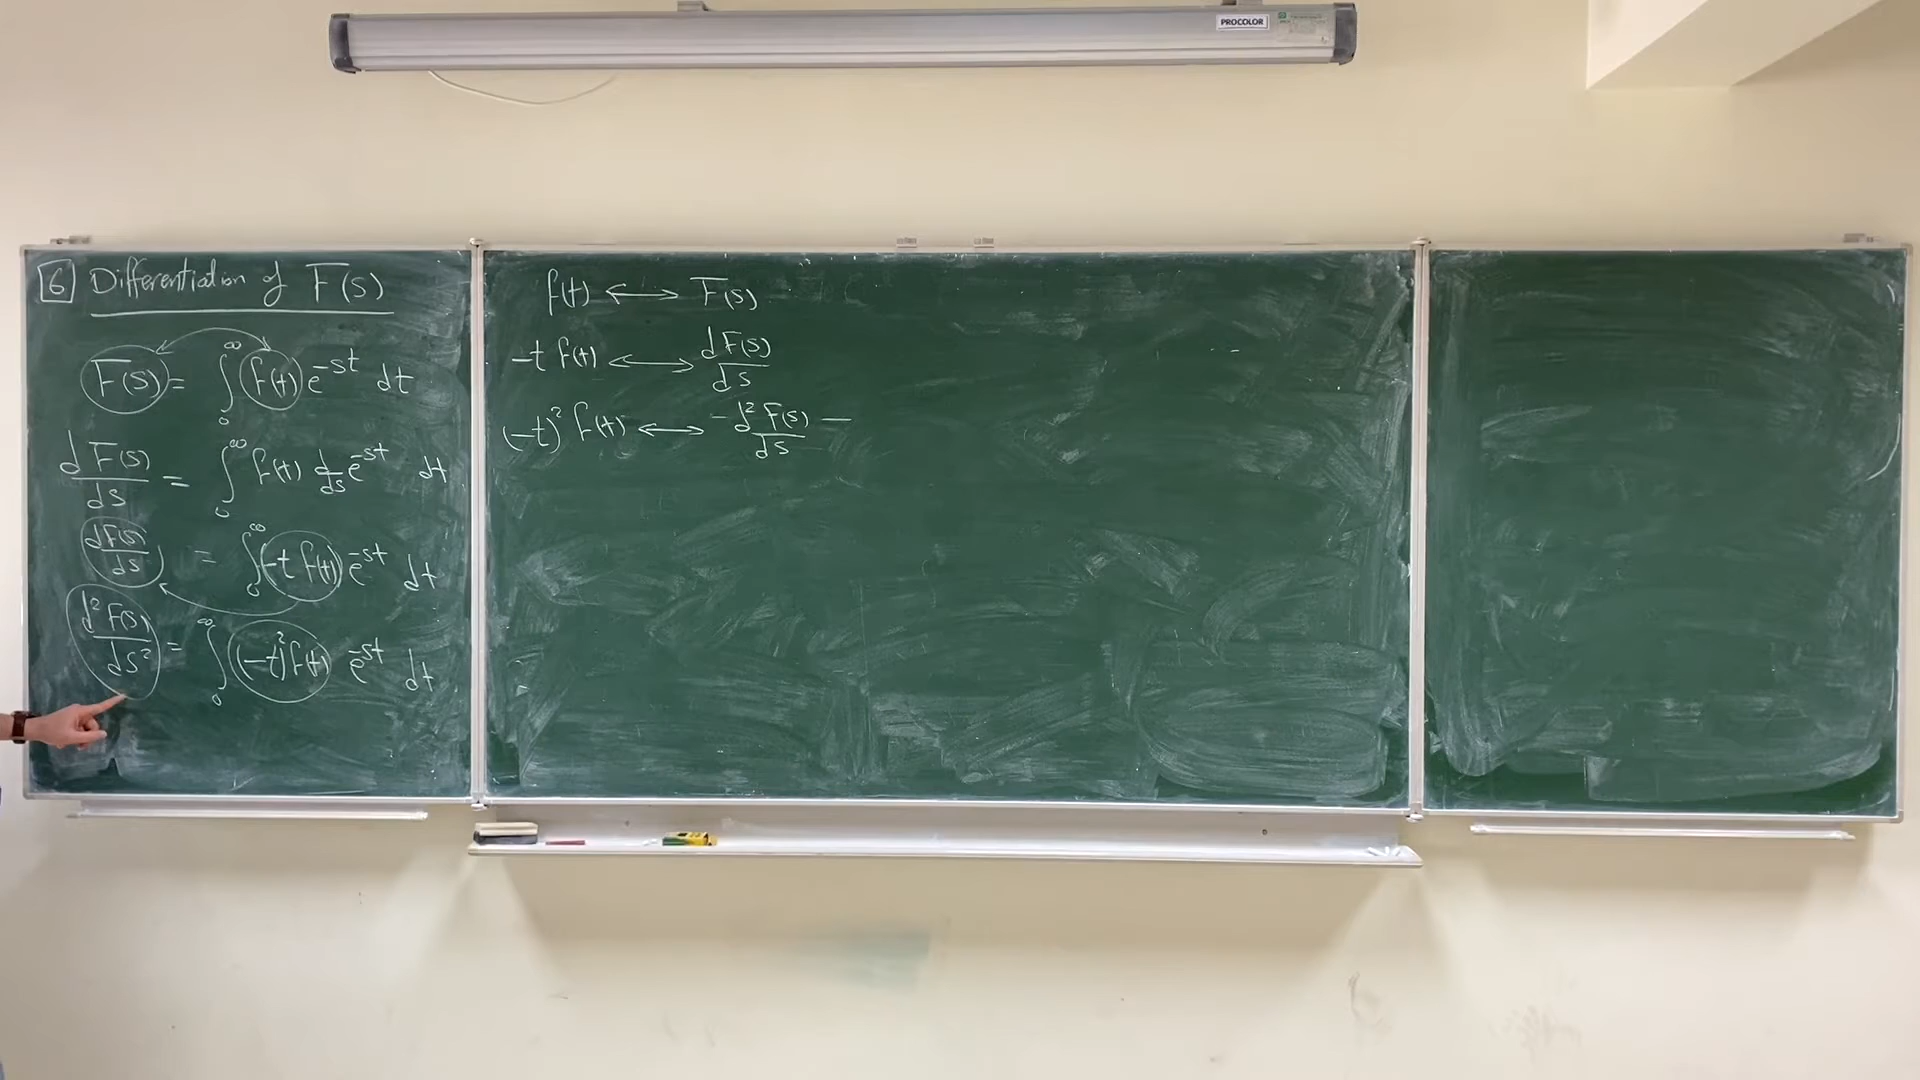 PROCOLOR
6 Differentiation of F(s)
F(s) = ∫₀^∞ f(t) e^{-st} dt
dF(s)/ds = ∫₀^∞ f(t) d/ds e^{-st} dt
dF(s)/ds = ∫₀^∞ (-t f(t)) e^{-st} dt
d²F(s)/ds² = ∫₀^∞ (-t)² f(t) e^{-st} dt
f(t) ⟷ F(s)
-t f(t) ⟷ dF(s)/ds
(-t)² f(t) ⟷ - d²F(s)/ds -